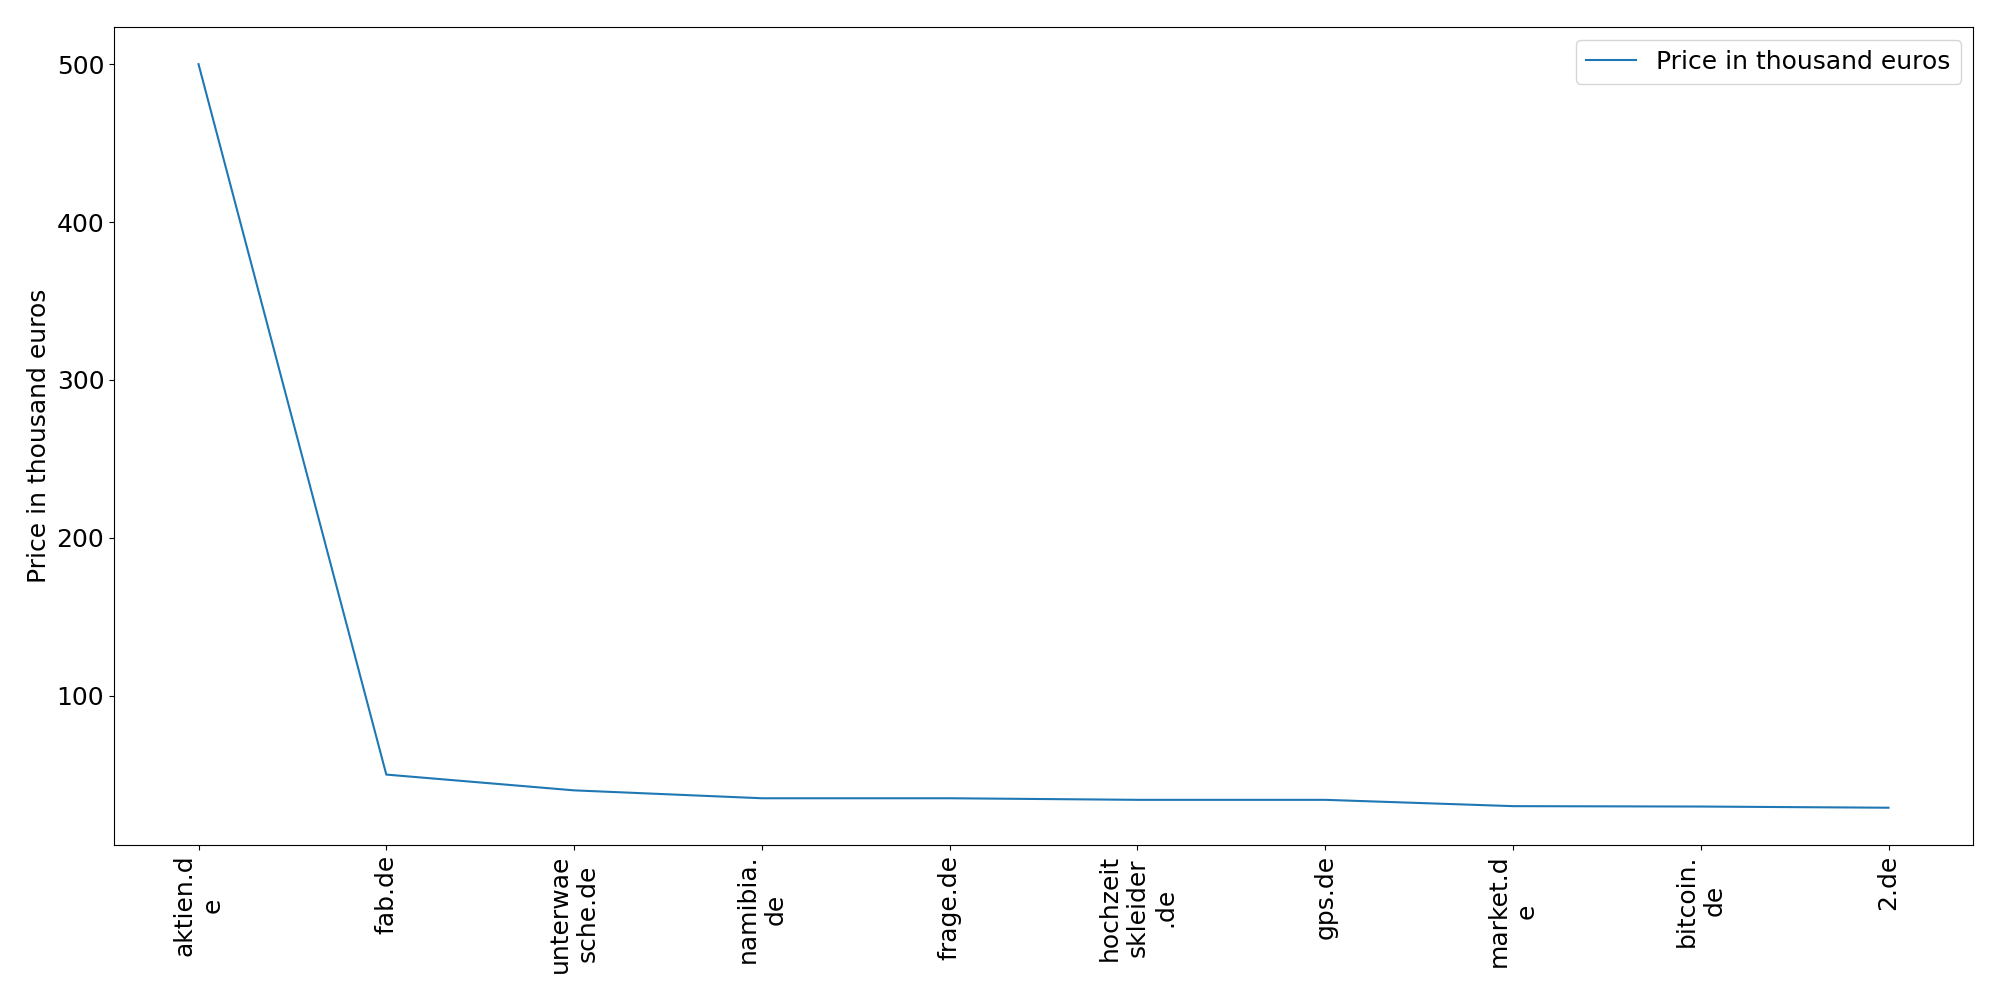 Price in thousand euros
500
400
300
200
100
Price in thousand euros
aktien.d
e
fab.de
unterwae
sche.de
namibia.
de
frage.de
hochzeit
skleider
.de
gps.de
market.d
e
bitcoin.
de
2.de